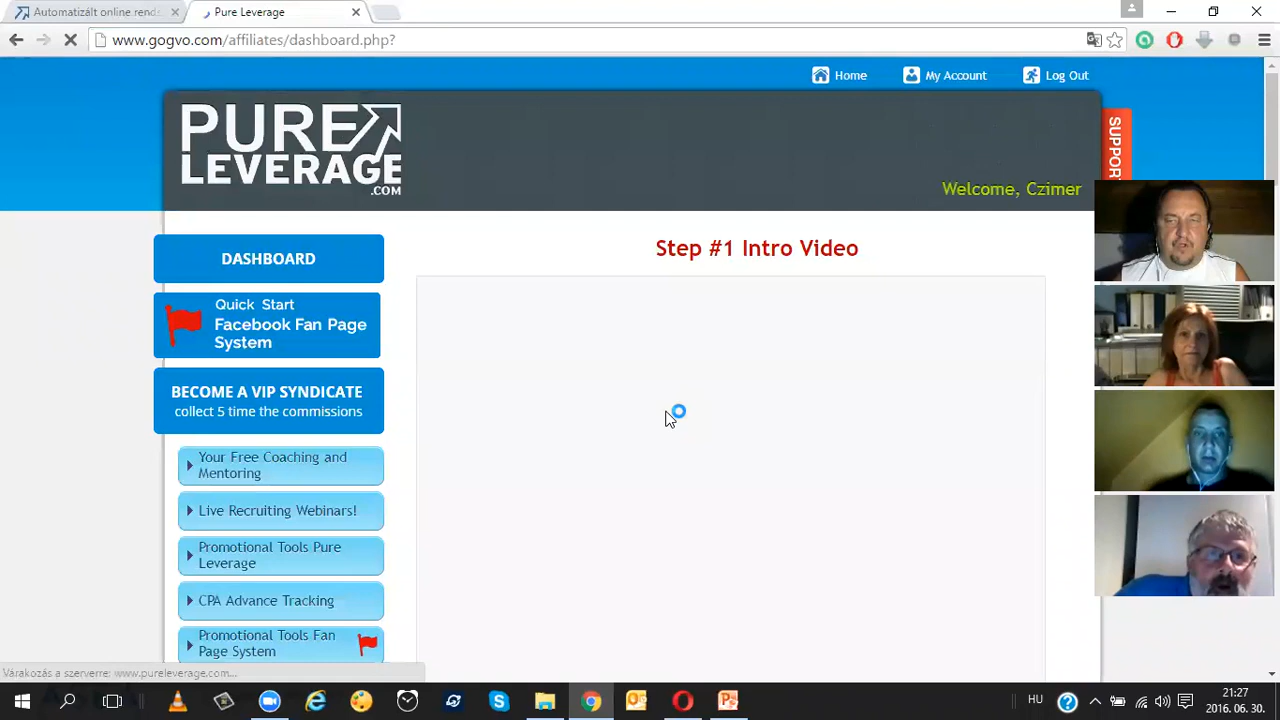 Automatizált online rends
Pure Leverage
www.gogvo.com/affiliates/dashboard.php?
Home
My Account
Log Out
PURE
LEVERAGE
.COM
SUPPORT
Welcome, Czimer
DASHBOARD
Quick Start
Facebook Fan Page
System
BECOME A VIP SYNDICATE
collect 5 time the commissions
Your Free Coaching and
Mentoring
Live Recruiting Webinars!
Promotional Tools Pure
Leverage
CPA Advance Tracking
Promotional Tools Fan
Page System
Step #1 Intro Video
Várakozás a szerverre: www.pureleverage.com...
HU
21:27
2016. 06. 30.